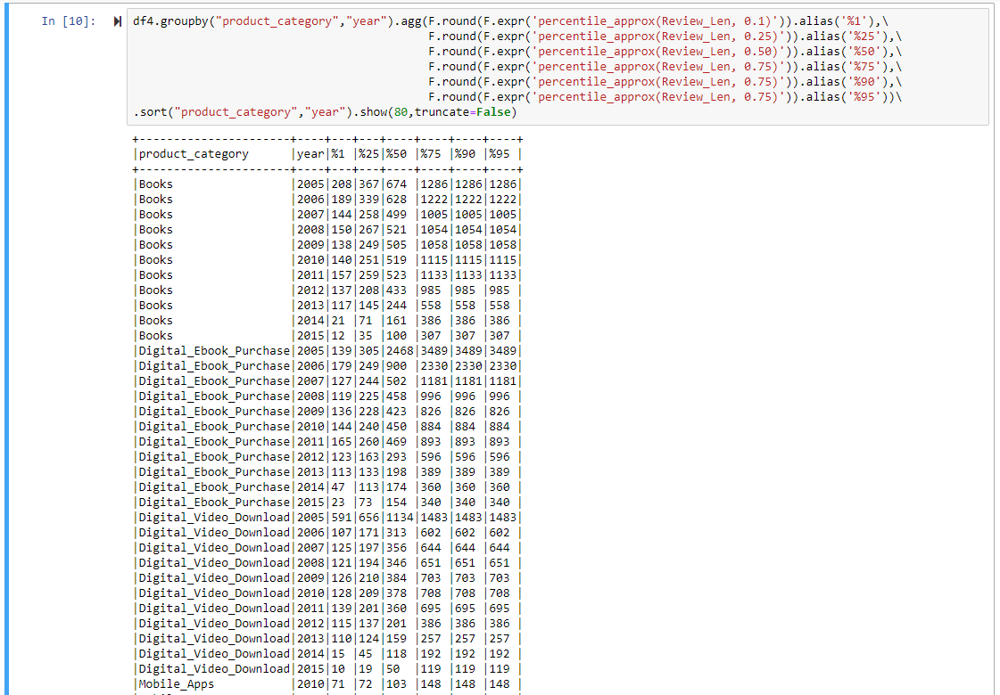 In [10]:
df4.groupby("product_category","year").agg(F.round(F.expr('percentile_approx(Review_Len, 0.1)')).alias('%1'),\
F.round(F.expr('percentile_approx(Review_Len, 0.25)')).alias('%25'),\
F.round(F.expr('percentile_approx(Review_Len, 0.50)')).alias('%50'),\
F.round(F.expr('percentile_approx(Review_Len, 0.75)')).alias('%75'),\
F.round(F.expr('percentile_approx(Review_Len, 0.75)')).alias('%90'),\
F.round(F.expr('percentile_approx(Review_Len, 0.75)')).alias('%95'))\
.sort("product_category","year").show(80,truncate=False)
+----------------------+----+---+---+----+----+----+----+
|product_category      |year|%1 |%25|%50 |%75 |%90 |%95 |
+----------------------+----+---+---+----+----+----+----+
|Books                 |2005|208|367|674 |1286|1286|1286|
|Books                 |2006|189|339|628 |1222|1222|1222|
|Books                 |2007|144|258|499 |1005|1005|1005|
|Books                 |2008|150|267|521 |1054|1054|1054|
|Books                 |2009|138|249|505 |1058|1058|1058|
|Books                 |2010|140|251|519 |1115|1115|1115|
|Books                 |2011|157|259|523 |1133|1133|1133|
|Books                 |2012|137|208|433 |985 |985 |985 |
|Books                 |2013|117|145|244 |558 |558 |558 |
|Books                 |2014|21 |71 |161 |386 |386 |386 |
|Books                 |2015|12 |35 |100 |307 |307 |307 |
|Digital_Ebook_Purchase|2005|139|305|2468|3489|3489|3489|
|Digital_Ebook_Purchase|2006|179|249|900 |2330|2330|2330|
|Digital_Ebook_Purchase|2007|127|244|502 |1181|1181|1181|
|Digital_Ebook_Purchase|2008|119|225|458 |996 |996 |996 |
|Digital_Ebook_Purchase|2009|136|228|423 |826 |826 |826 |
|Digital_Ebook_Purchase|2010|144|240|450 |884 |884 |884 |
|Digital_Ebook_Purchase|2011|165|260|469 |893 |893 |893 |
|Digital_Ebook_Purchase|2012|123|163|293 |596 |596 |596 |
|Digital_Ebook_Purchase|2013|113|133|198 |389 |389 |389 |
|Digital_Ebook_Purchase|2014|47 |113|174 |360 |360 |360 |
|Digital_Ebook_Purchase|2015|23 |73 |154 |340 |340 |340 |
|Digital_Video_Download|2005|591|656|1134|1483|1483|1483|
|Digital_Video_Download|2006|107|171|313 |602 |602 |602 |
|Digital_Video_Download|2007|125|197|356 |644 |644 |644 |
|Digital_Video_Download|2008|121|194|346 |651 |651 |651 |
|Digital_Video_Download|2009|126|210|384 |703 |703 |703 |
|Digital_Video_Download|2010|128|209|378 |708 |708 |708 |
|Digital_Video_Download|2011|139|201|360 |695 |695 |695 |
|Digital_Video_Download|2012|115|137|201 |386 |386 |386 |
|Digital_Video_Download|2013|110|124|159 |257 |257 |257 |
|Digital_Video_Download|2014|15 |45 |118 |192 |192 |192 |
|Digital_Video_Download|2015|10 |19 |50  |119 |119 |119 |
|Mobile_Apps           |2010|71 |72 |103 |148 |148 |148 |